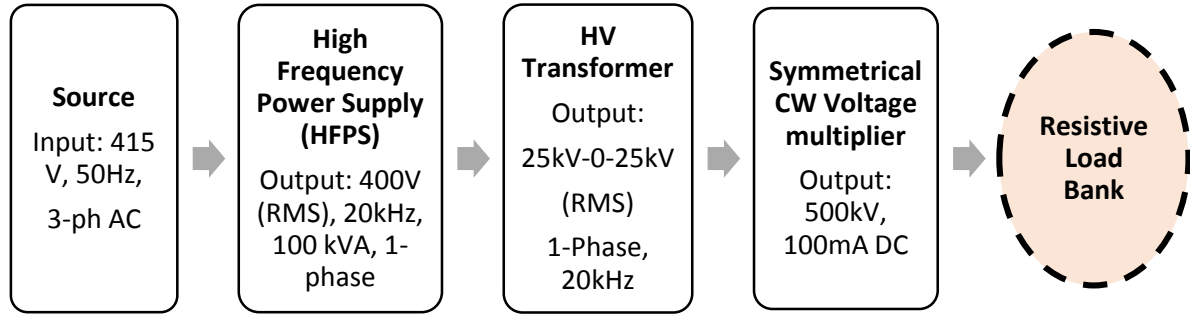 Source
Input: 415
V, 50Hz,
3-ph AC
High
Frequency
Power Supply
(HFPS)
Output: 400V
(RMS), 20kHz,
100 kVA, 1-
phase
HV
Transformer
Output:
25kV-0-25kV
(RMS)
1-Phase,
20kHz
Symmetrical
CW Voltage
multiplier
Output:
500kV,
100mA DC
Resistive
Load
Bank